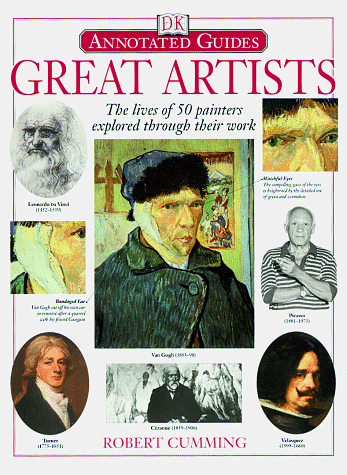 DK
ANNOTATED GUIDES
GREAT ARTISTS
The lives of 50 painters
explored through their work
Leonardo da Vinci
(1452–1519)
Watchful Eyes
The compelling gaze of the eyes
is heightened by the detailed use
of green and vermilion
Bandaged Ear
Van Gogh cut off his own ear
in remorse after a quarrel
with his friend Gauguin
Picasso
(1881–1973)
Van Gogh (1853–90)
Turner
(1775–1851)
Cézanne (1839–1906)
Velásquez
(1599–1660)
ROBERT CUMMING